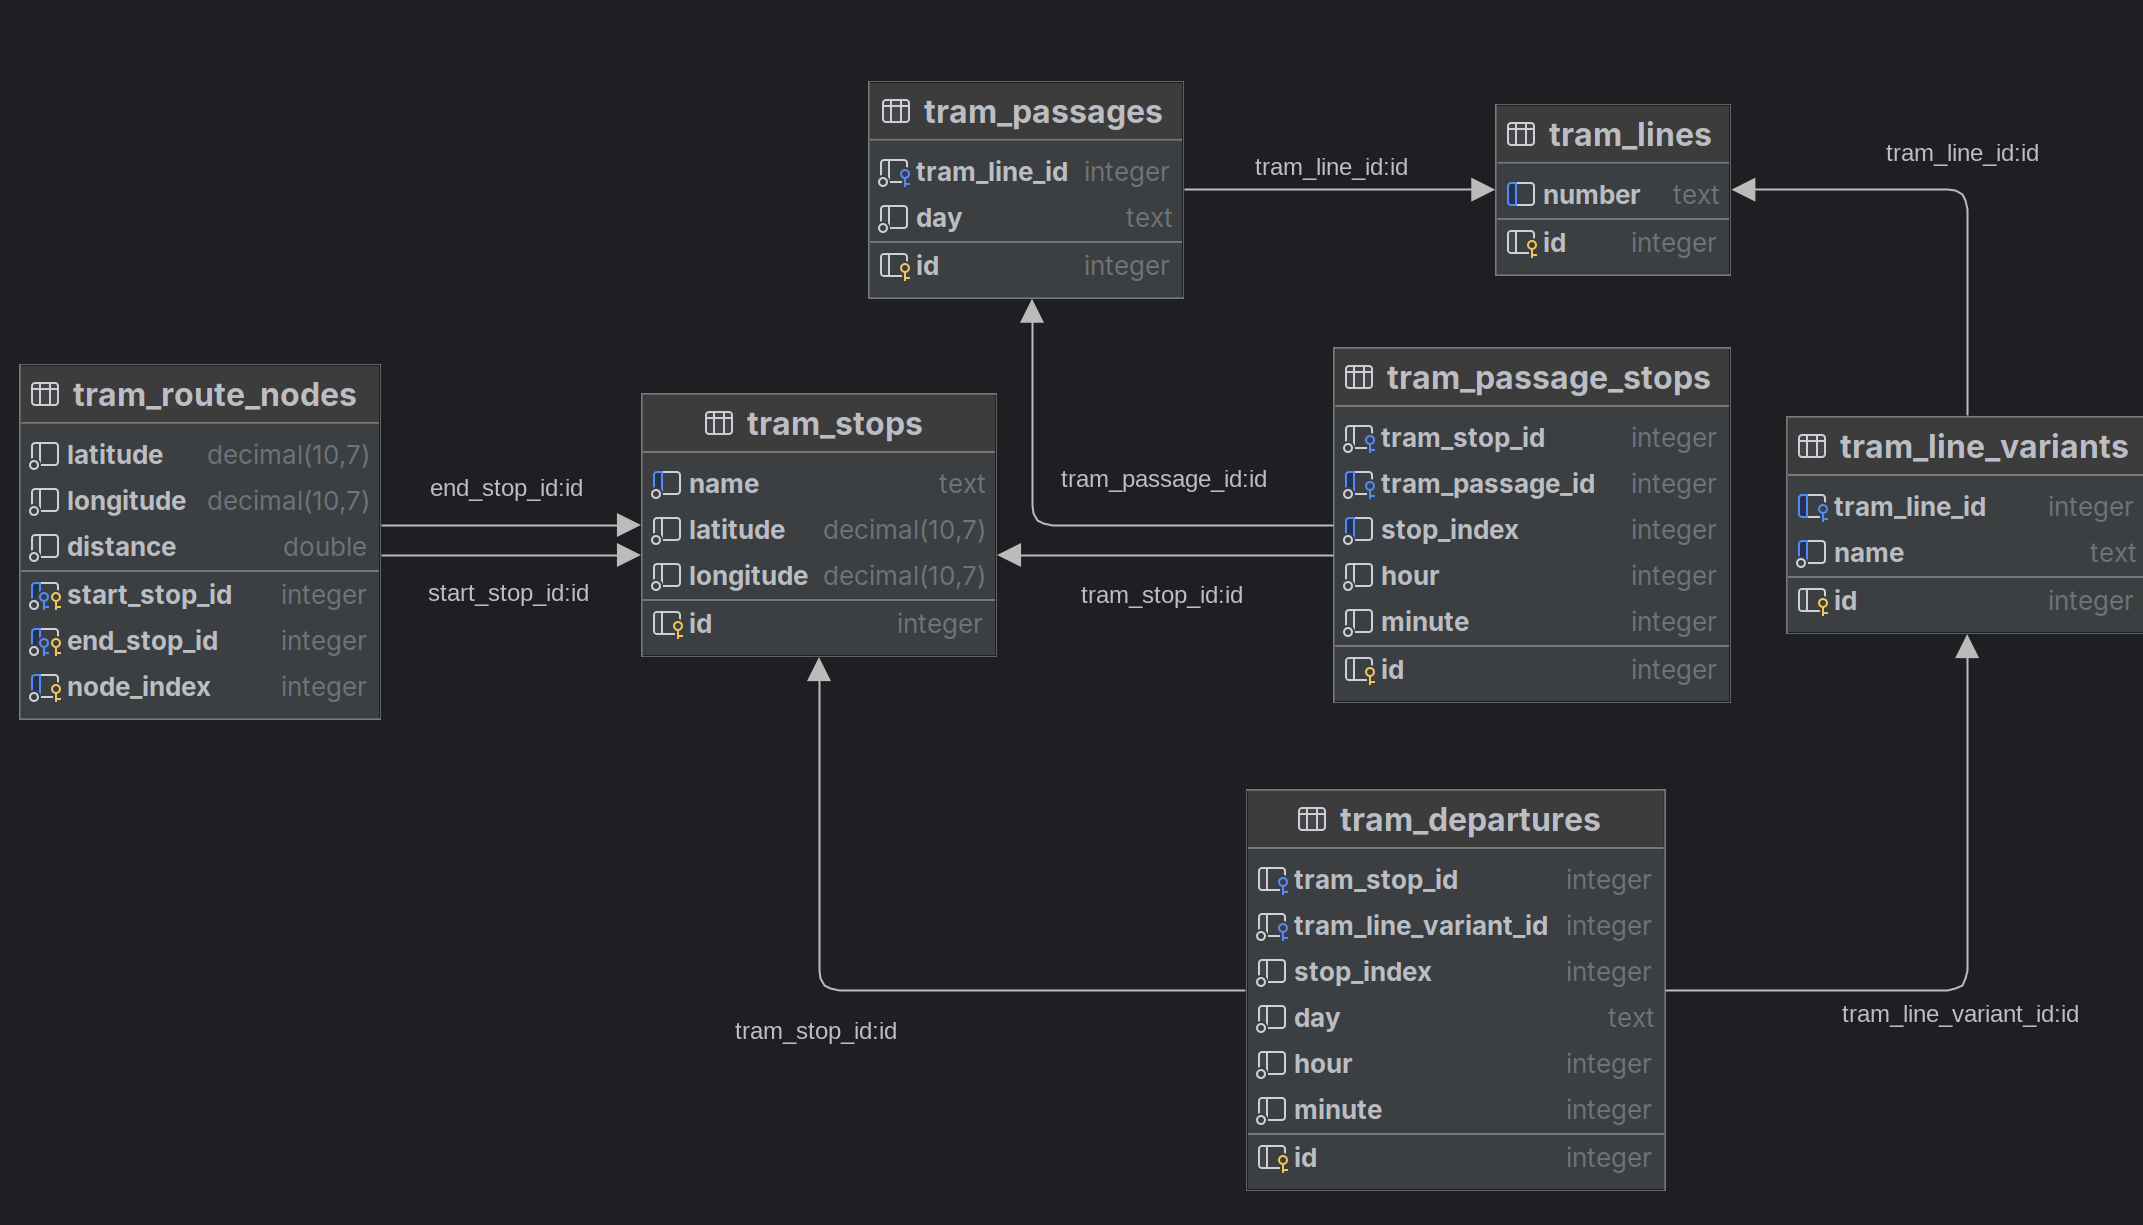 tram_passages
tram_line_id integer
day text
id integer
tram_line_id:id
tram_lines
number text
id integer
tram_line_id:id
tram_route_nodes
latitude decimal(10,7)
longitude decimal(10,7)
distance double
start_stop_id integer
end_stop_id integer
node_index integer
end_stop_id:id
start_stop_id:id
tram_stops
name text
latitude decimal(10,7)
longitude decimal(10,7)
id integer
tram_passage_id:id
tram_stop_id:id
tram_passage_stops
tram_stop_id integer
tram_passage_id integer
stop_index integer
hour integer
minute integer
id integer
tram_line_variants
tram_line_id integer
name text
id integer
tram_departures
tram_stop_id integer
tram_line_variant_id integer
stop_index integer
day text
hour integer
minute integer
id integer
tram_stop_id:id
tram_line_variant_id:id